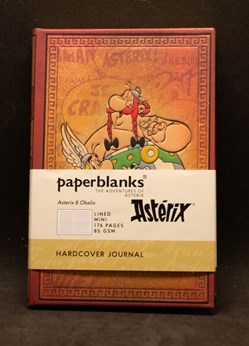 paperblanks®
THE ADVENTURES OF
ASTERIX
Asterix & Obelix
Astérix
LINED
MINI
176 PAGES
85 GSM
HARDCOVER JOURNAL